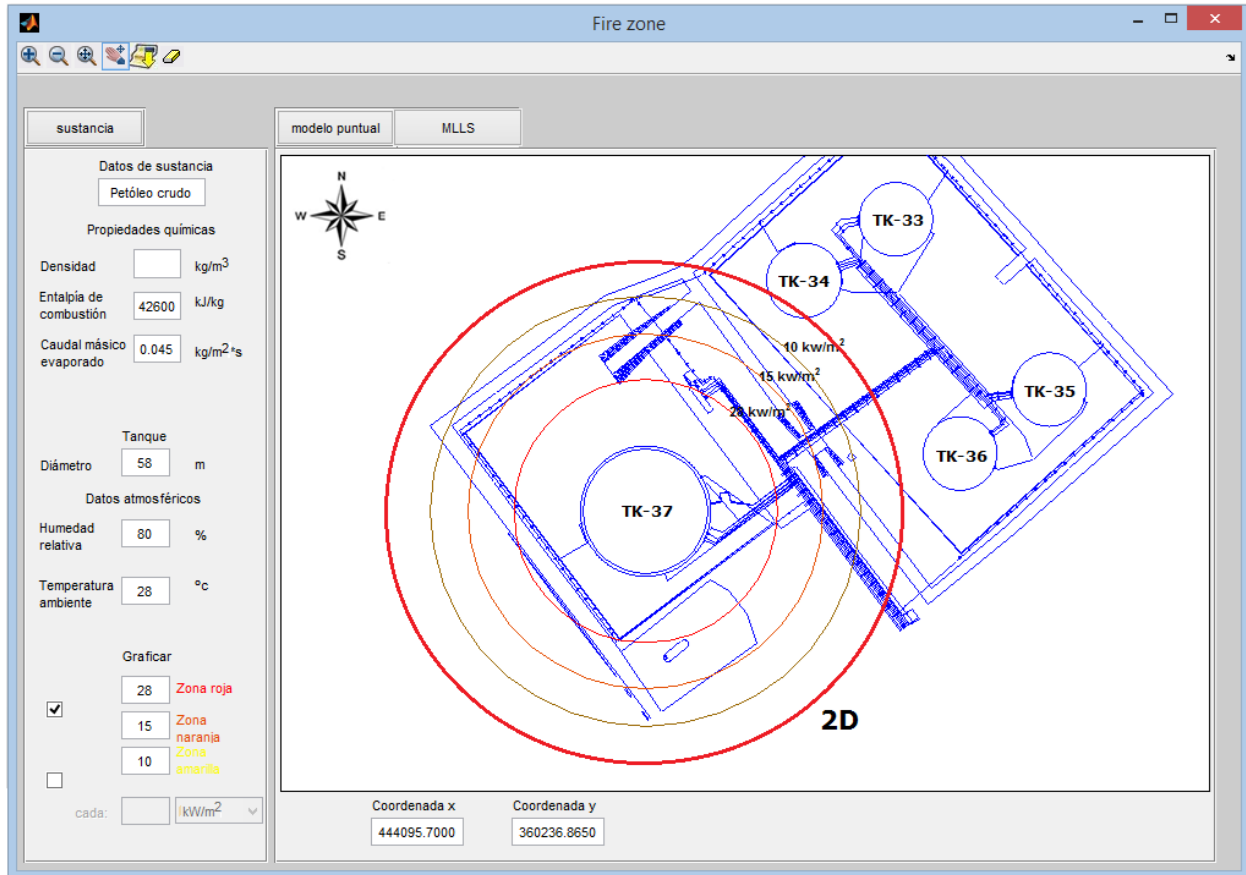 Fire zone
sustancia
modelo puntual
MLLS
Datos de sustancia
Petóleo crudo
Propiedades químicas
Densidad kg/m3
Entalpía de
combustión 42600 kJ/kg
Caudal másico
evaporado 0.045 kg/m2*s
Tanque
Diámetro 58 m
Datos atmosféricos
Humedad
relativa 80 %
Temperatura
ambiente 28 ºc
Graficar
28 Zona roja
15 Zona
naranja
10 Zona
amarilla
cada: kW/m2
N
W E
S
TK-33
TK-34
10 kw/m2
15 kw/m2
28 kw/m2
TK-35
TK-36
TK-37
2D
Coordenada x
444095.7000
Coordenada y
360236.8650